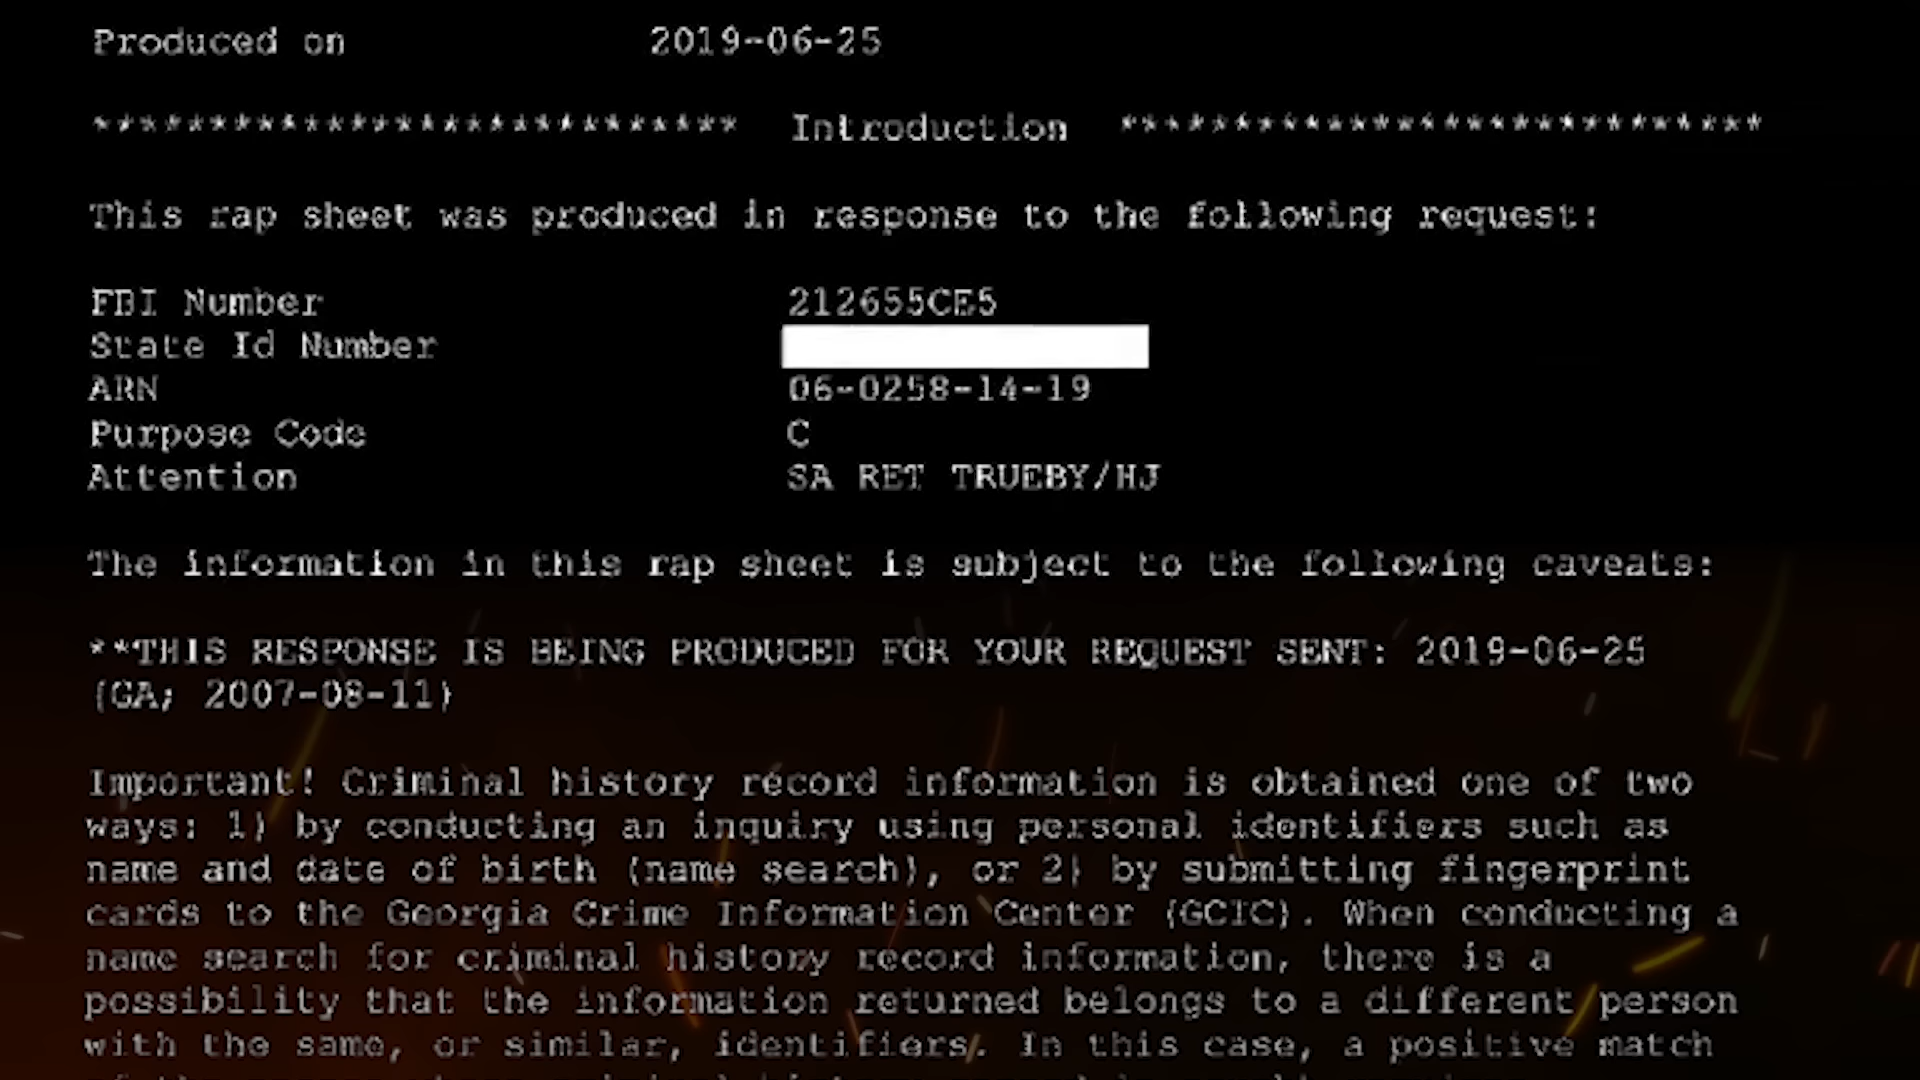 Produced on 2019-06-25
**************************** Introduction ****************************
This rap sheet was produced in response to the following request:
FBI Number 212655CE5
State Id Number
ARN 06-0258-14-19
Purpose Code C
Attention SA RET TRUEBY/HJ
The information in this rap sheet is subject to the following caveats:
**THIS RESPONSE IS BEING PRODUCED FOR YOUR REQUEST SENT: 2019-06-25
(GA; 2007-08-11)
Important! Criminal history record information is obtained one of two
ways: 1) by conducting an inquiry using personal identifiers such as
name and date of birth (name search), or 2) by submitting fingerprint
cards to the Georgia Crime Information Center (GCIC). When conducting a
name search for criminal history record information, there is a
possibility that the information returned belongs to a different person
with the same, or similar, identifiers. In this case, a positive match